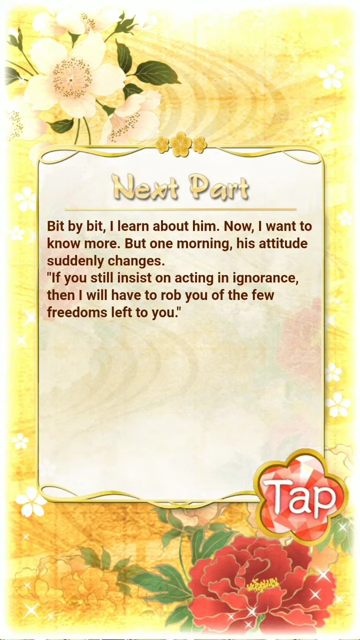 Next Part
Bit by bit, I learn about him. Now, I want to
know more. But one morning, his attitude
suddenly changes.
"If you still insist on acting in ignorance,
then I will have to rob you of the few
freedoms left to you."
Tap